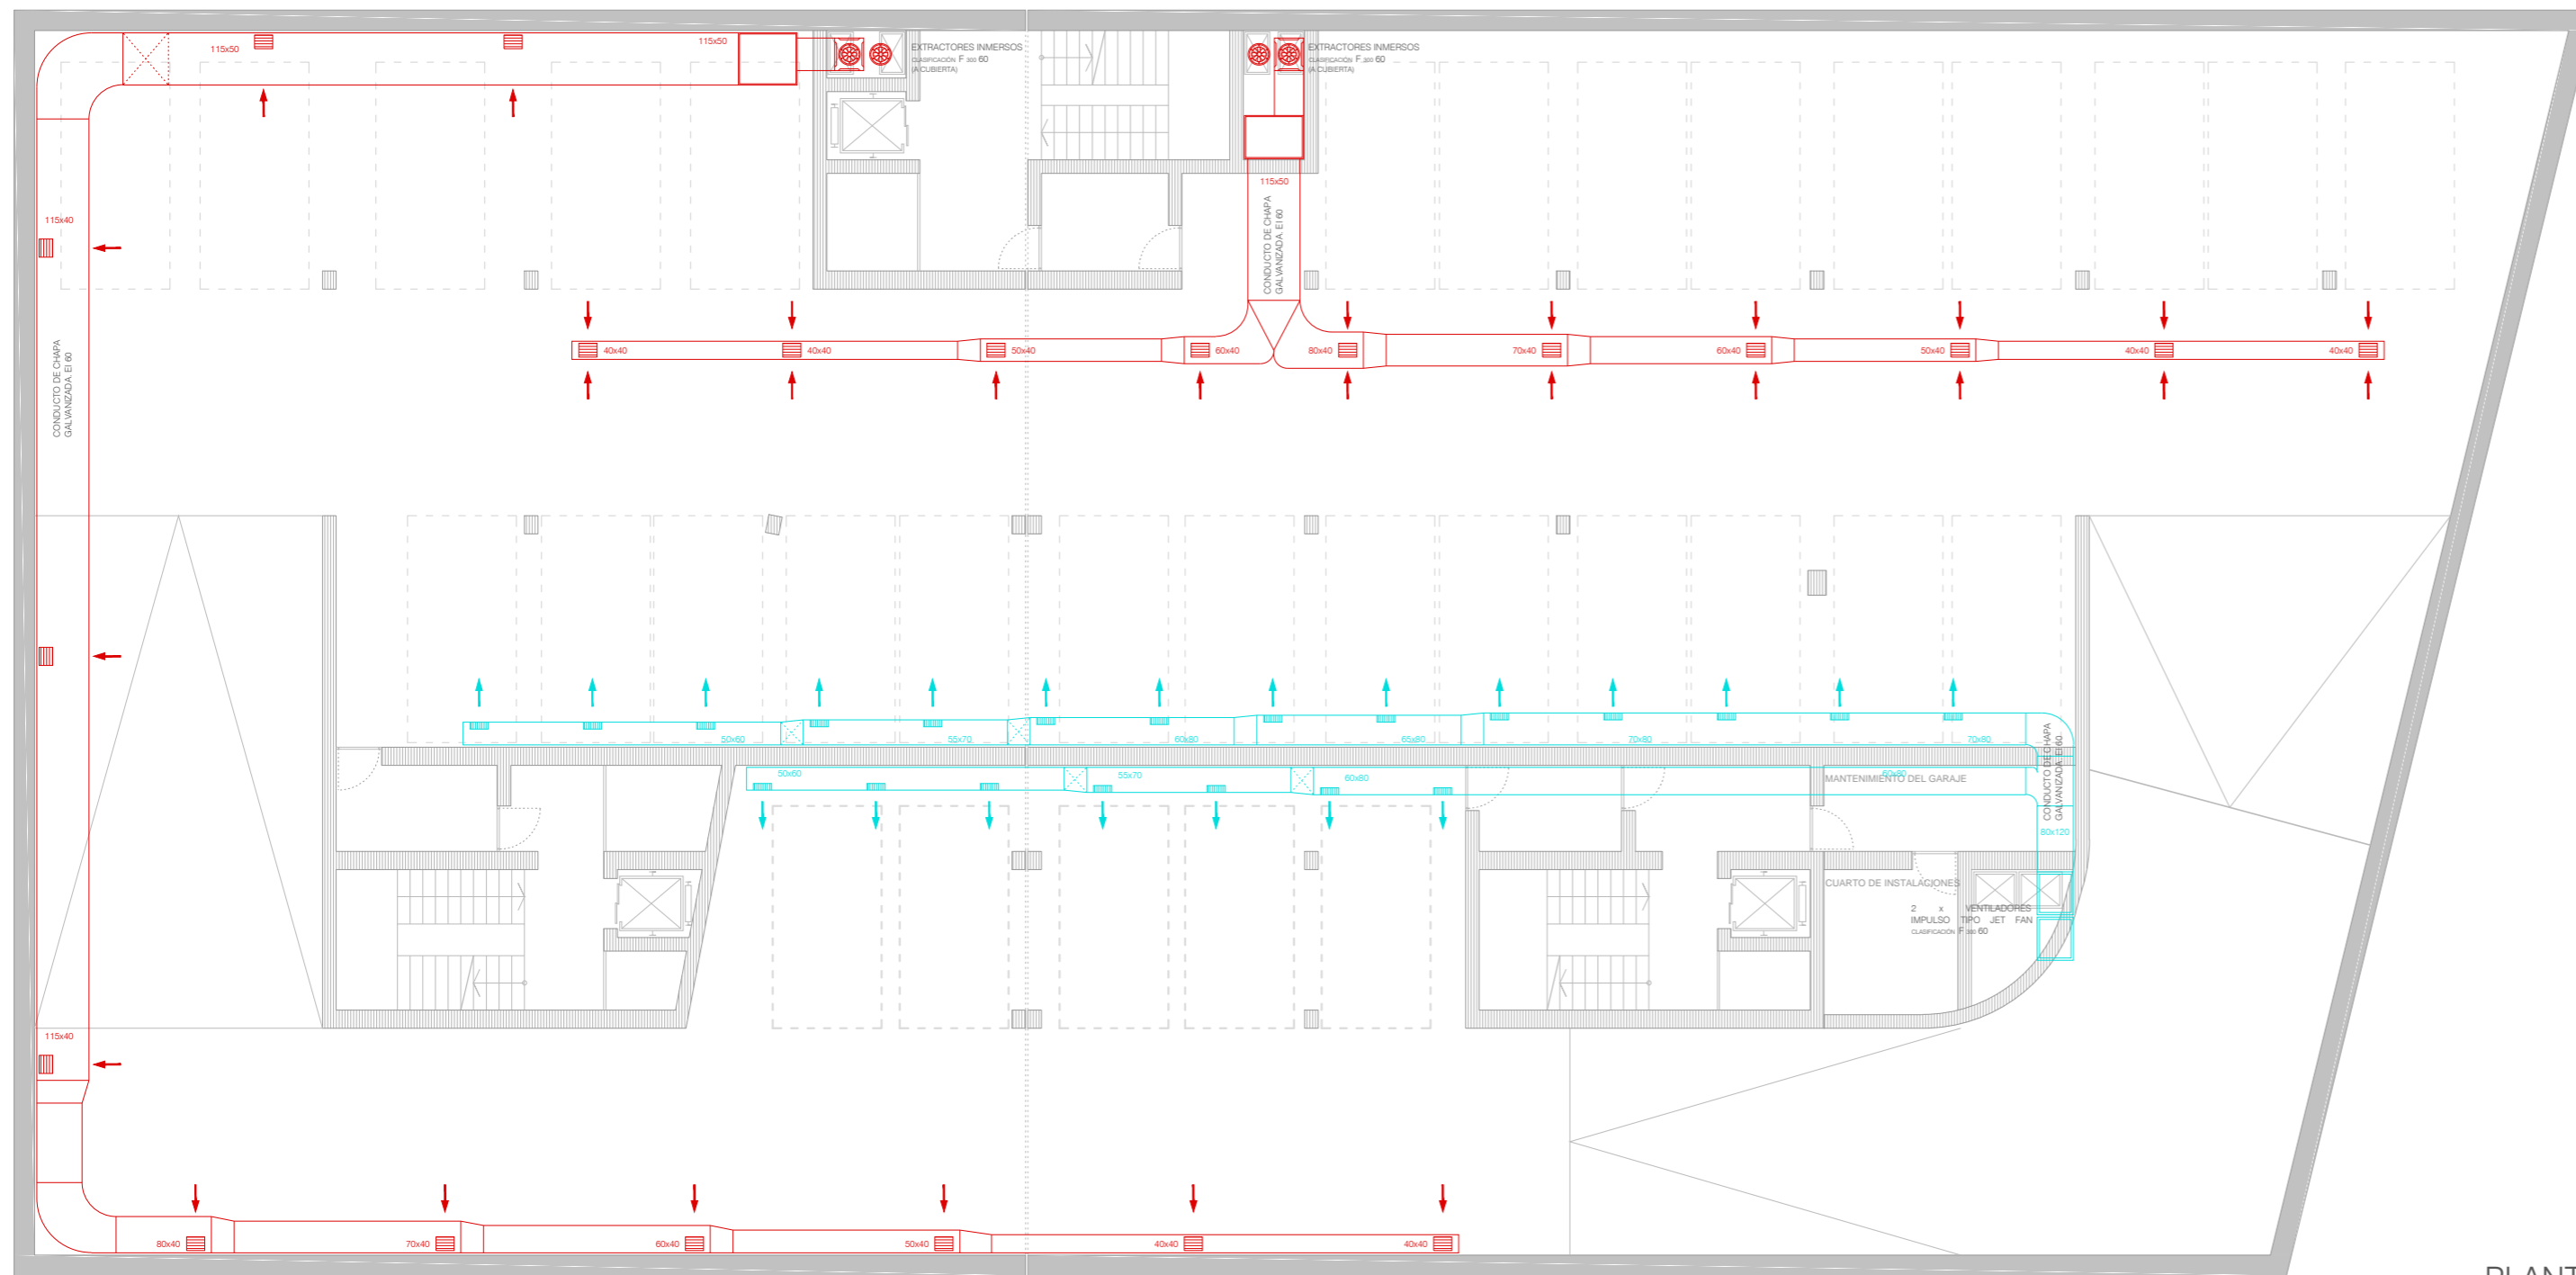 115x50
115x50
EXTRACTORES INMERSOS
CLASIFICACIÓN F 300 60
(A CUBIERTA)
EXTRACTORES INMERSOS
CLASIFICACIÓN F 300 60
(A CUBIERTA)
115x50
CONDUCTO DE CHAPA
GALVANIZADA. EI 60
115x40
CONDUCTO DE CHAPA
GALVANIZADA. EI 60
40x40
40x40
50x40
60x40
80x40
70x40
60x40
50x40
40x40
40x40
50x60
55x70
60x80
65x80
70x80
70x80
CONDUCTO DE CHAPA
GALVANIZADA. EI 60
50x60
55x70
60x80
60x80
MANTENIMIENTO DEL GARAJE
80x120
CUARTO DE INSTALACIONES
2 x VENTILADORES
IMPULSO TIPO JET FAN
CLASIFICACIÓN F 300 60
115x40
80x40
70x40
60x40
50x40
40x40
40x40